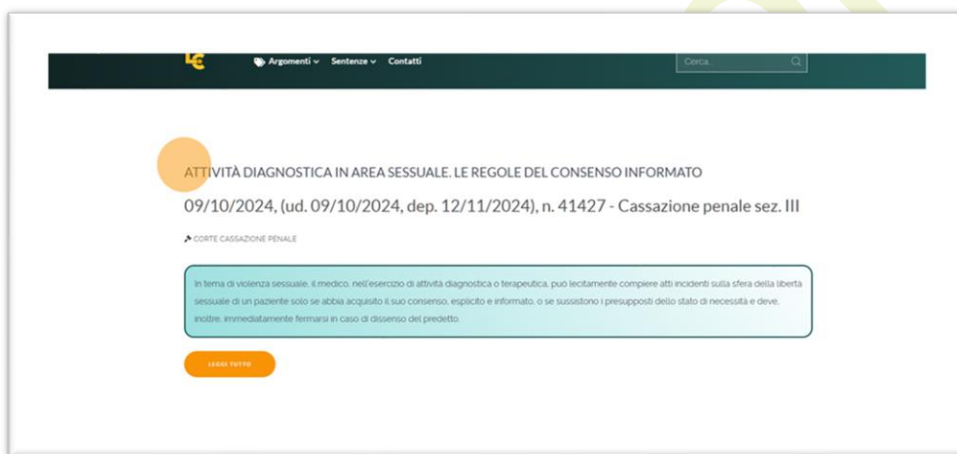 Argomenti Sentenze Contatti Cerca...
ATTIVITÀ DIAGNOSTICA IN AREA SESSUALE. LE REGOLE DEL CONSENSO INFORMATO
09/10/2024, (ud. 09/10/2024, dep. 12/11/2024), n. 41427 - Cassazione penale sez. III
CORTE CASSAZIONE PENALE
In tema di violenza sessuale, il medico, nell'esercizio di attività diagnostica o terapeutica, può lecitamente compiere atti incidenti sulla sfera della libertà
sessuale di un paziente solo se abbia acquisito il suo consenso, esplicito e informato, o se sussistono i presupposti dello stato di necessità e deve,
inoltre, immediatamente fermarsi in caso di dissenso del predetto.
LEGGI TUTTO